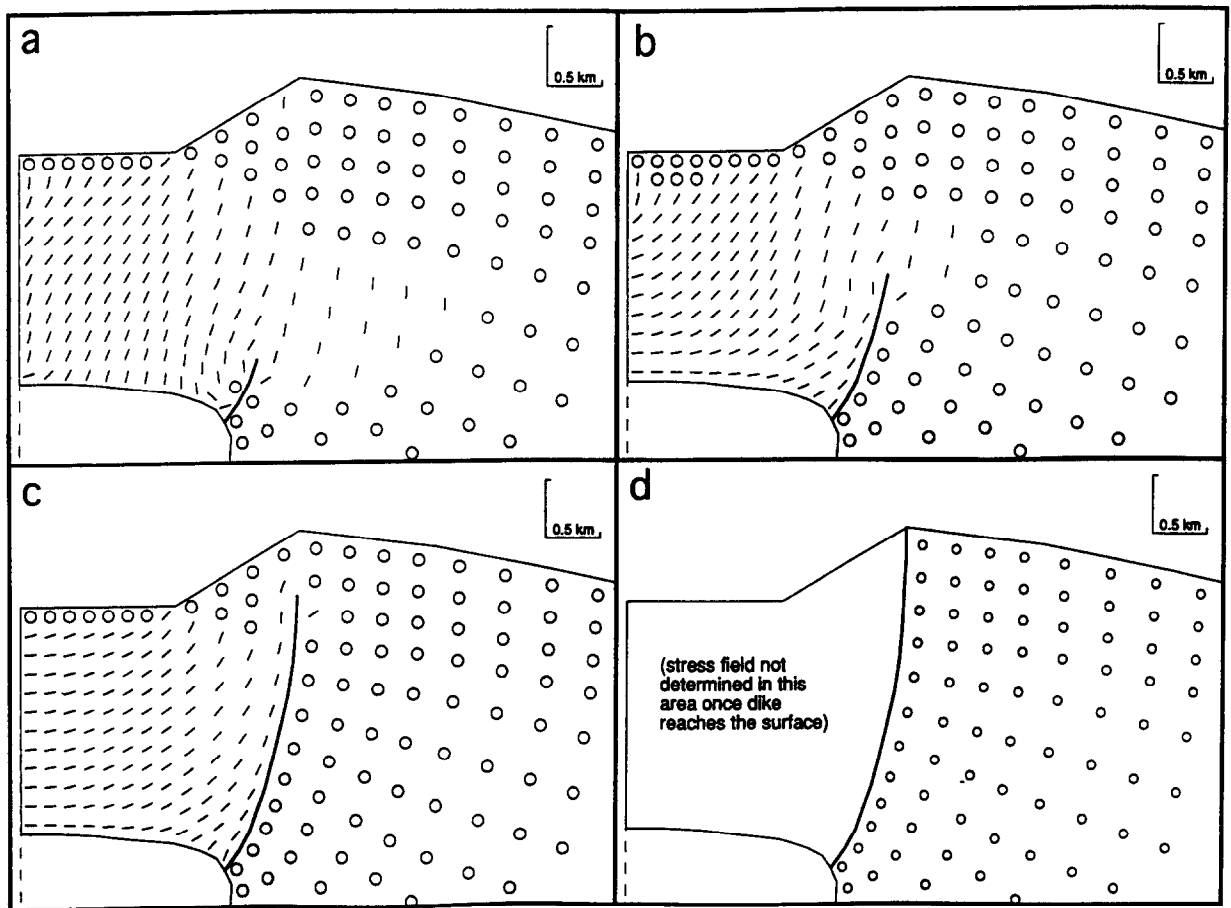 a
0.5 km
b
0.5 km
c
0.5 km
d
0.5 km
(stress field not
determined in this
area once dike
reaches the surface)